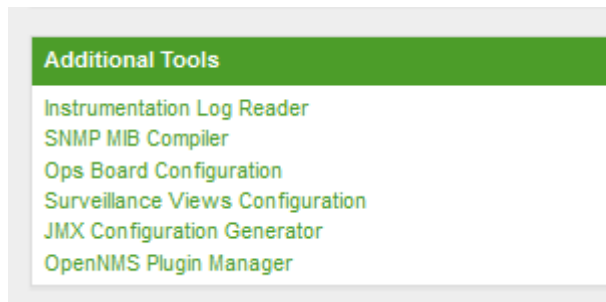 Additional Tools
Instrumentation Log Reader
SNMP MIB Compiler
Ops Board Configuration
Surveillance Views Configuration
JMX Configuration Generator
OpenNMS Plugin Manager